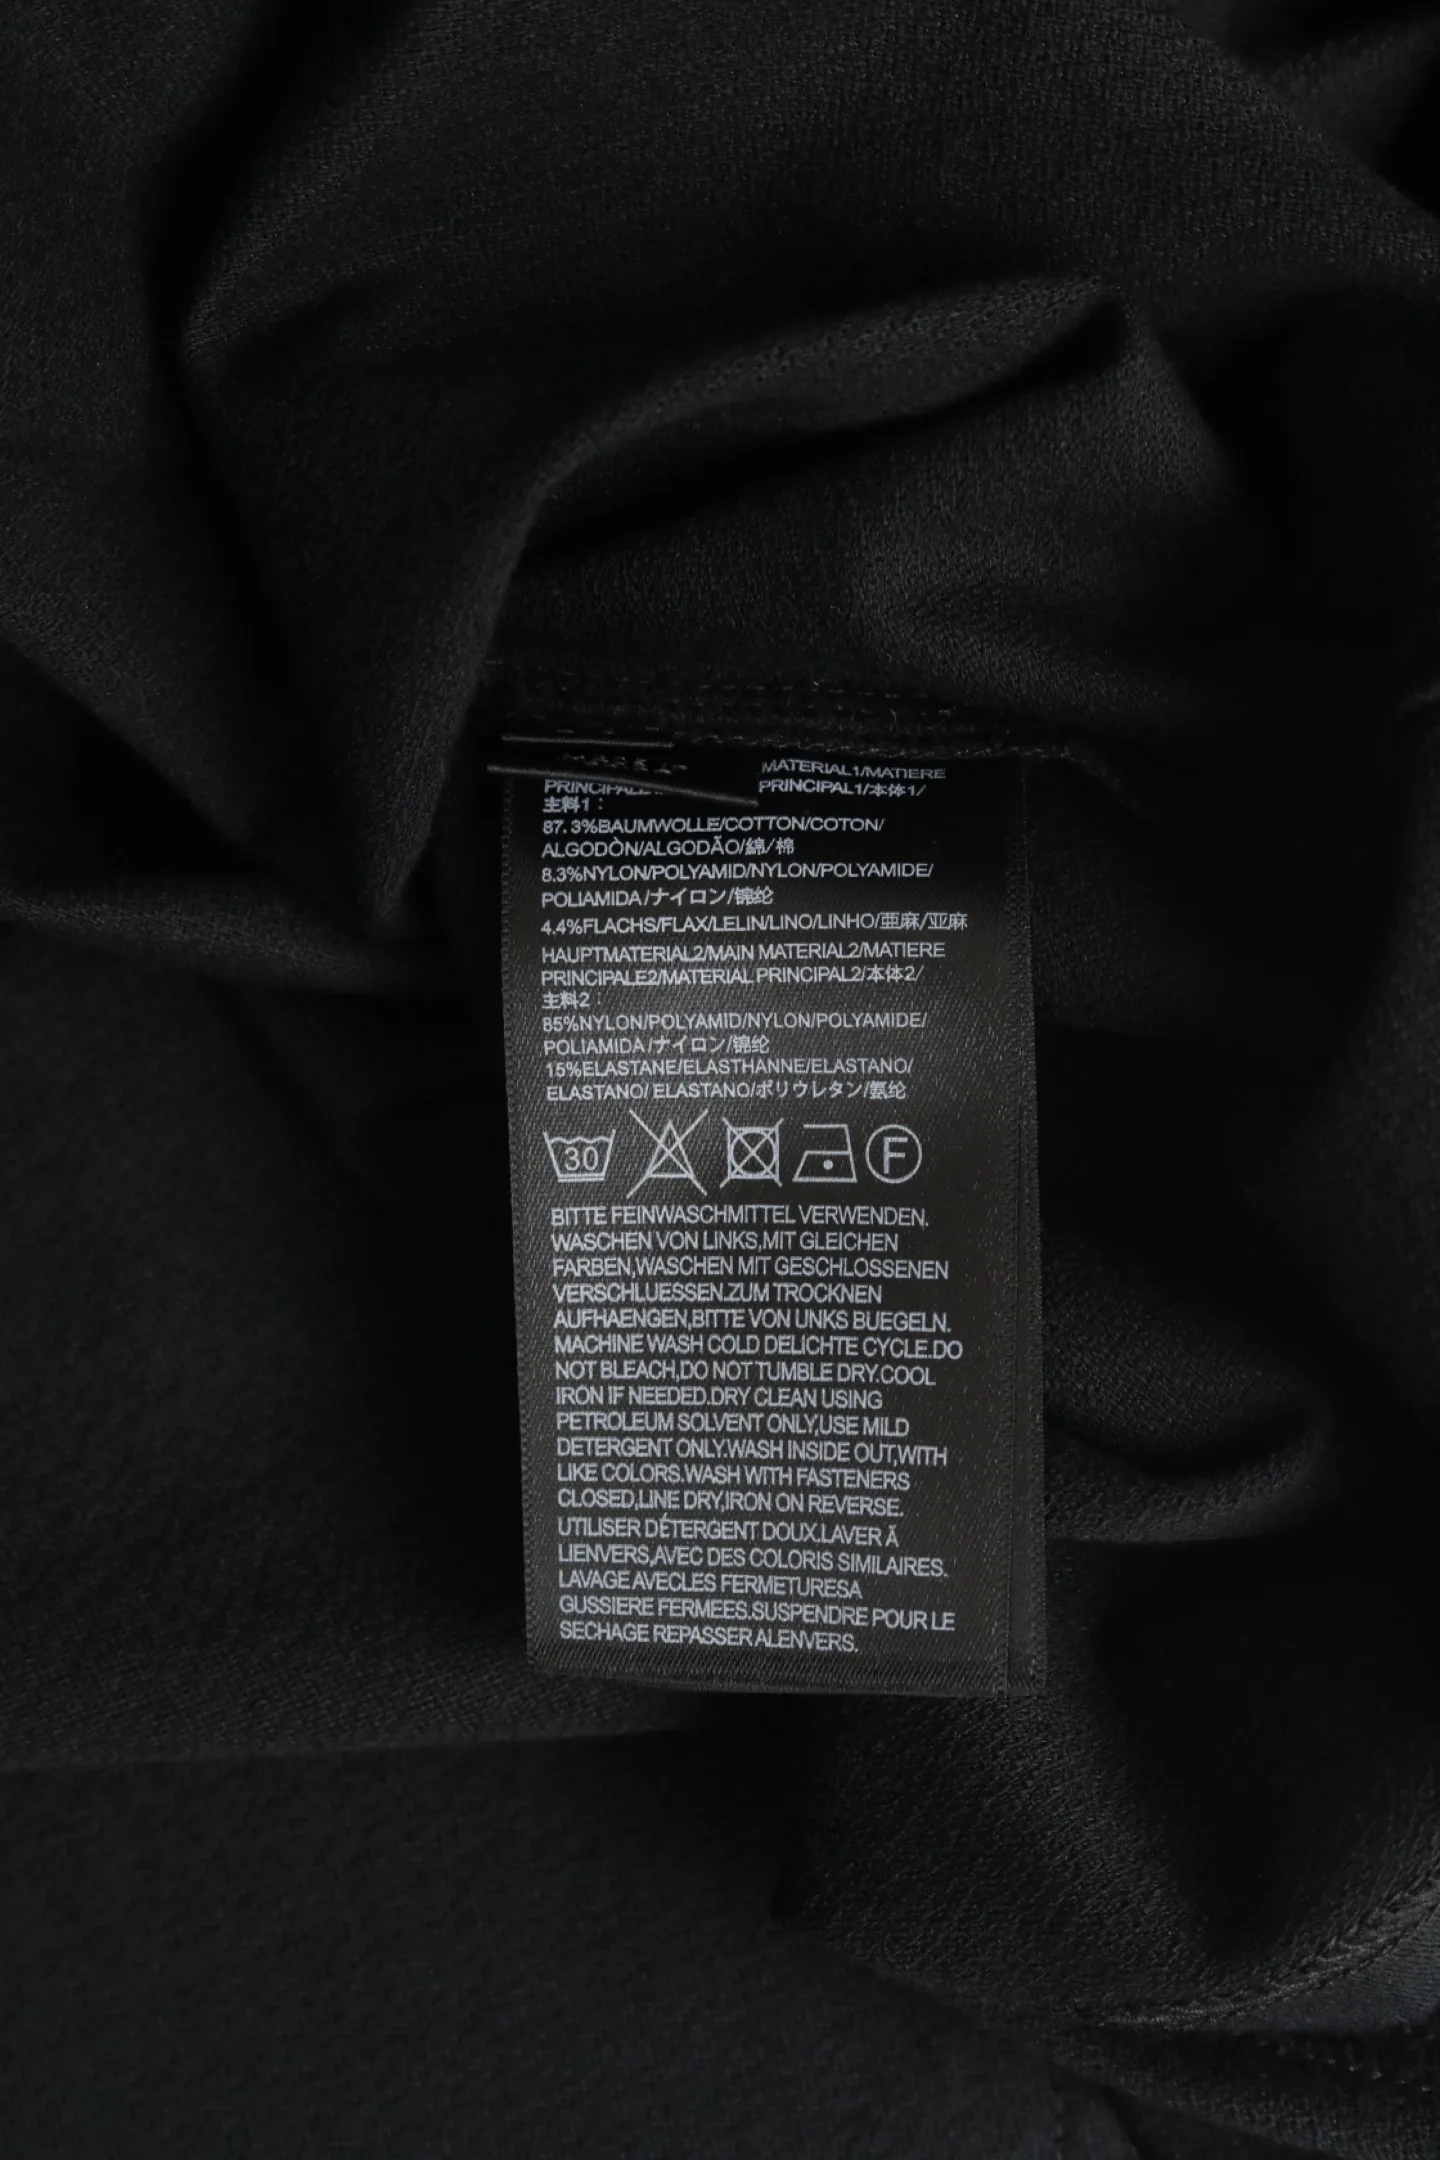 MATERIAL1/MATIERE
PRINCIPAL1/本体1/
主料1：
87.3%BAUMWOLLE/COTTON/COTON/
ALGODÒN/ALGODÃO/綿/棉
8.3%NYLON/POLYAMID/NYLON/POLYAMIDE/
POLIAMIDA/ナイロン/锦纶
4.4%FLACHS/FLAX/LELIN/LINO/LINHO/亜麻/亚麻
HAUPTMATERIAL2/MAIN MATERIAL2/MATIERE
PRINCIPALE2/MATERIAL PRINCIPAL2/本体2/
主料2：
85%NYLON/POLYAMID/NYLON/POLYAMIDE/
POLIAMIDA/ナイロン/锦纶
15%ELASTANE/ELASTHANNE/ELASTANO/
ELASTANO/ ELASTANO/ポリウレタン/氨纶
30 F
BITTE FEINWASCHMITTEL VERWENDEN.
WASCHEN VON LINKS,MIT GLEICHEN
FARBEN,WASCHEN MIT GESCHLOSSENEN
VERSCHLUESSEN.ZUM TROCKNEN
AUFHAENGEN,BITTE VON UNKS BUEGELN.
MACHINE WASH COLD DELICHTE CYCLE.DO
NOT BLEACH,DO NOT TUMBLE DRY.COOL
IRON IF NEEDED.DRY CLEAN USING
PETROLEUM SOLVENT ONLY,USE MILD
DETERGENT ONLY.WASH INSIDE OUT,WITH
LIKE COLORS.WASH WITH FASTENERS
CLOSED,LINE DRY,IRON ON REVERSE.
UTILISER DÉTERGENT DOUX.LAVER Ã
LIENVERS,AVEC DES COLORIS SIMILAIRES.
LAVAGE AVECLES FERMETURESA
GUSSIERE FERMEES.SUSPENDRE POUR LE
SECHAGE REPASSER ALENVERS.